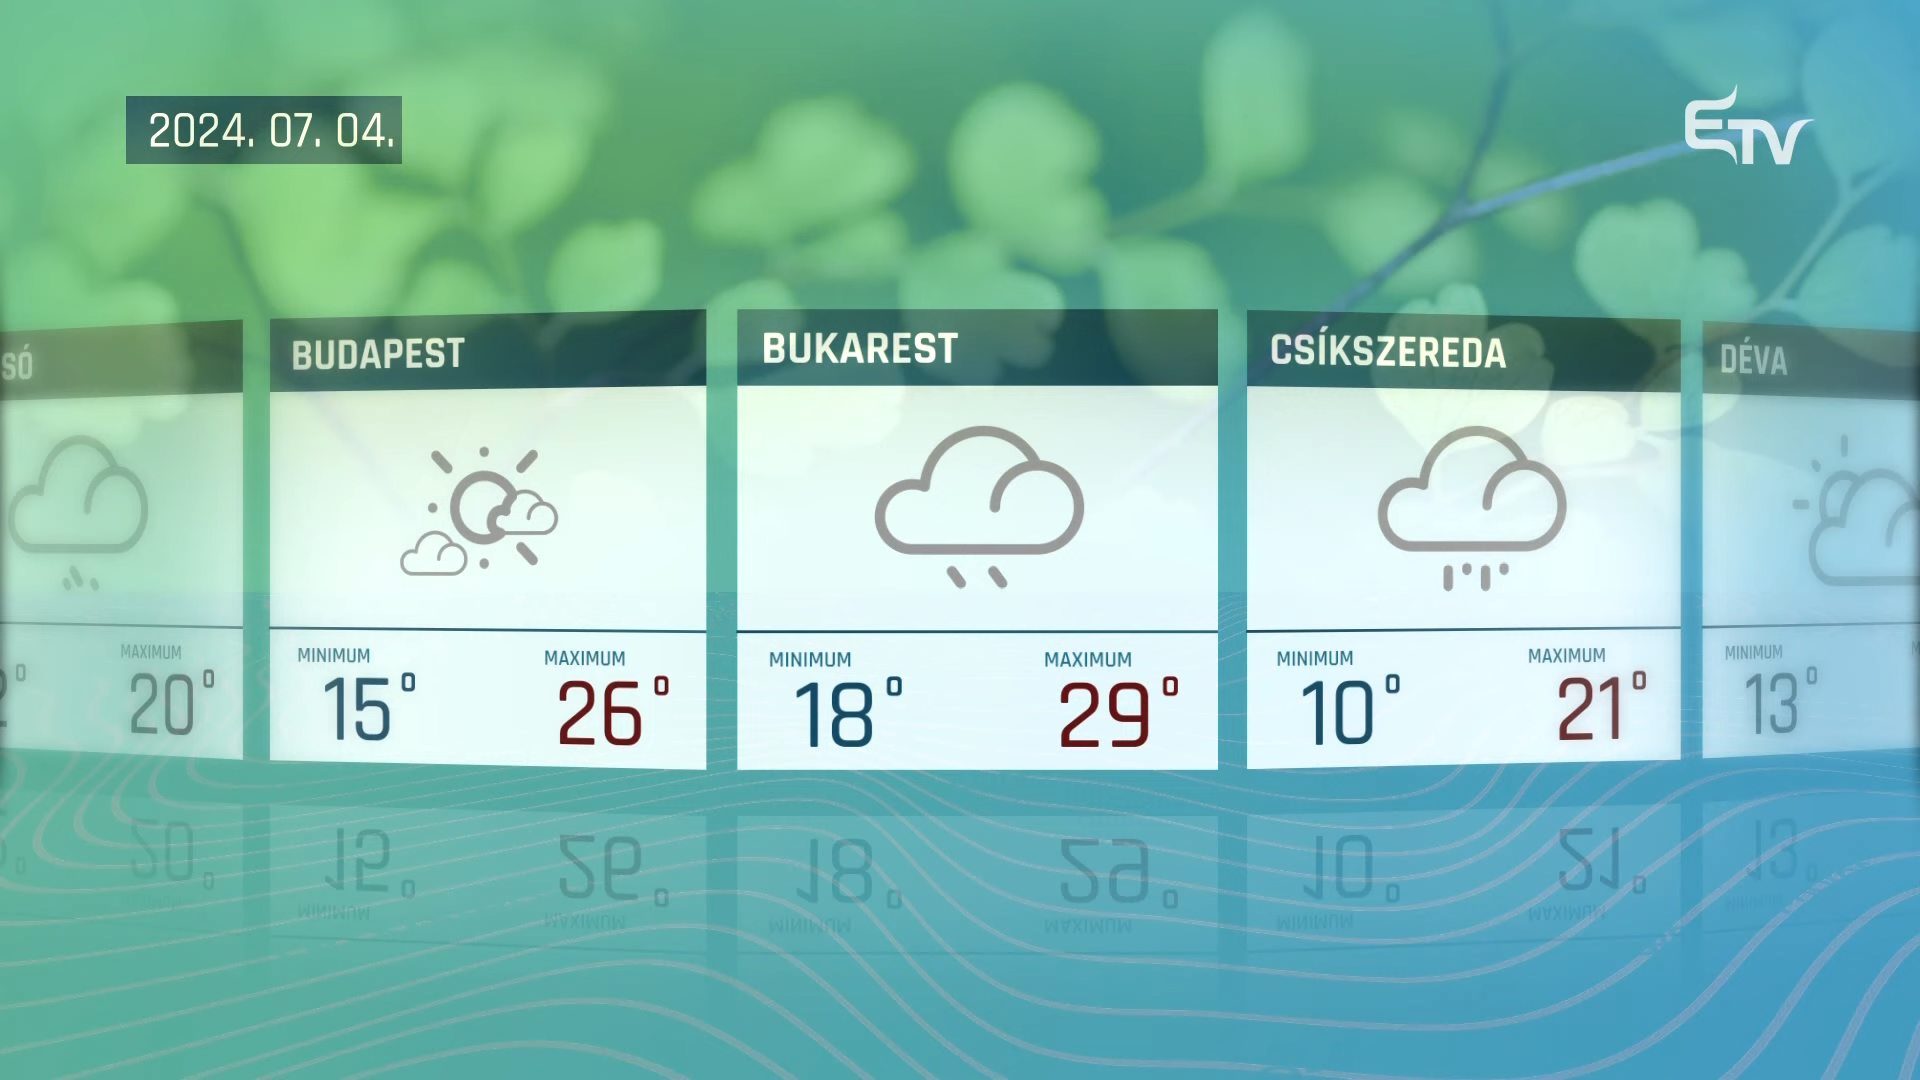 2024. 07. 04.
ETV
SÓ
MAXIMUM
20°
BUDAPEST
MINIMUM
15°
MAXIMUM
26°
BUKAREST
MINIMUM
18°
MAXIMUM
29°
CSÍKSZEREDA
MINIMUM
10°
MAXIMUM
21°
DÉVA
MINIMUM
13°